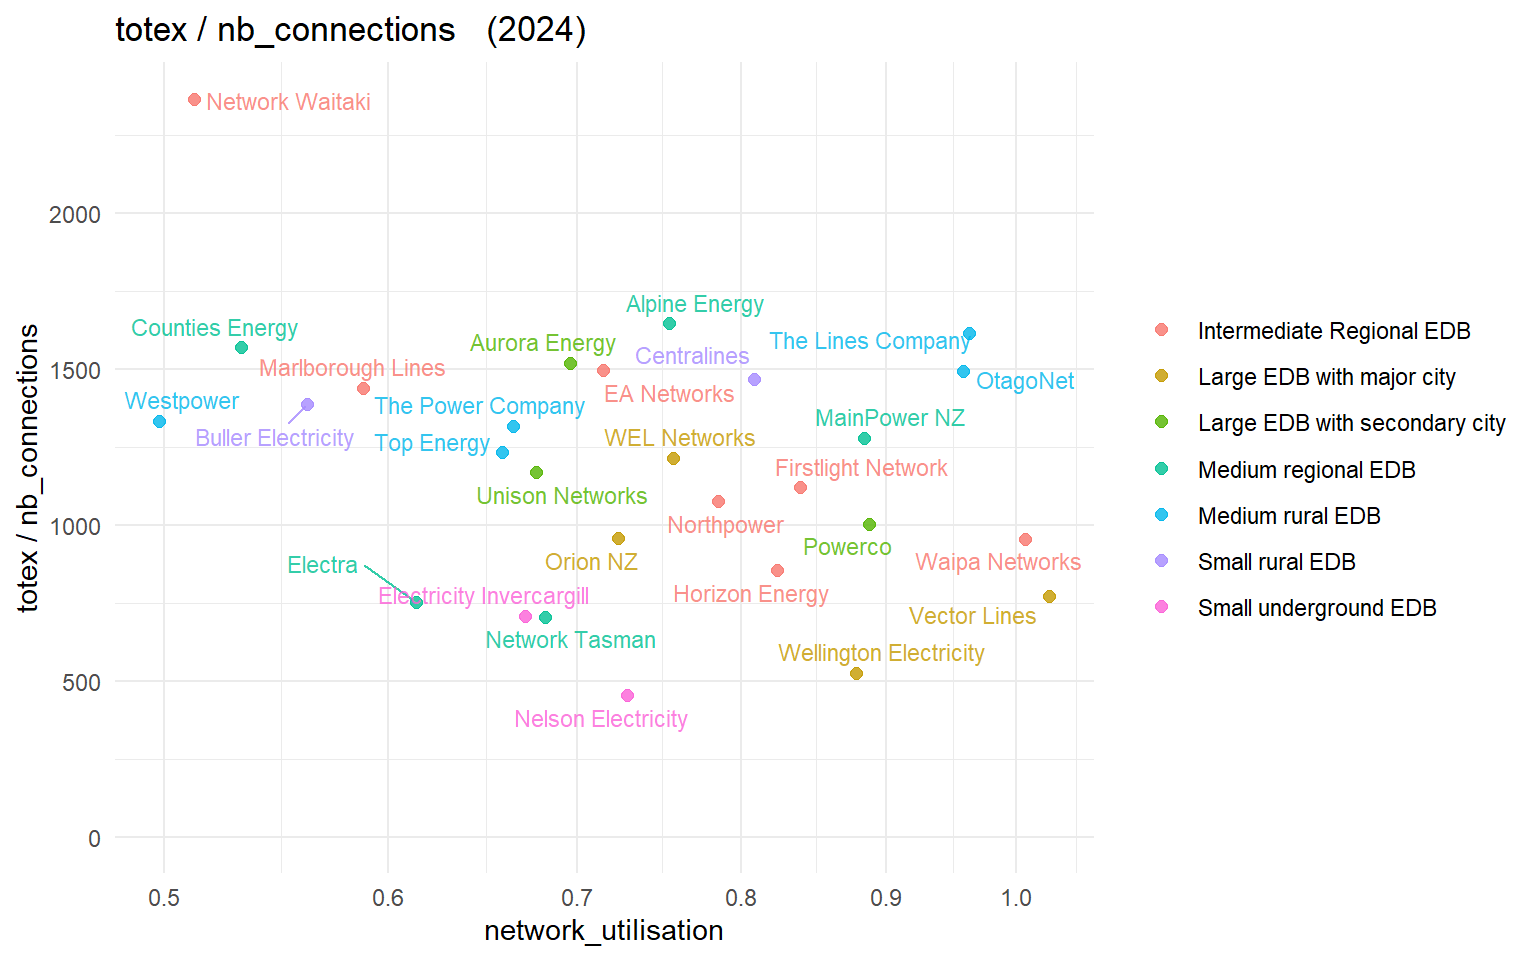 totex / nb_connections (2024)
Network Waitaki
2000
Alpine Energy
Counties Energy
The Lines Company
Aurora Energy
Centralines
1500
Marlborough Lines
OtagoNet
EA Networks
Westpower
The Power Company
MainPower NZ
Buller Electricity
WEL Networks
Top Energy
Firstlight Network
Unison Networks
1000
Northpower
Powerco
Orion NZ
Waipa Networks
Electra
Horizon Energy
Electricity Invercargill
Vector Lines
Network Tasman
Wellington Electricity
500
Nelson Electricity
0
0.5 0.6 0.7 0.8 0.9 1.0
network_utilisation
totex / nb_connections
Intermediate Regional EDB
Large EDB with major city
Large EDB with secondary city
Medium regional EDB
Medium rural EDB
Small rural EDB
Small underground EDB